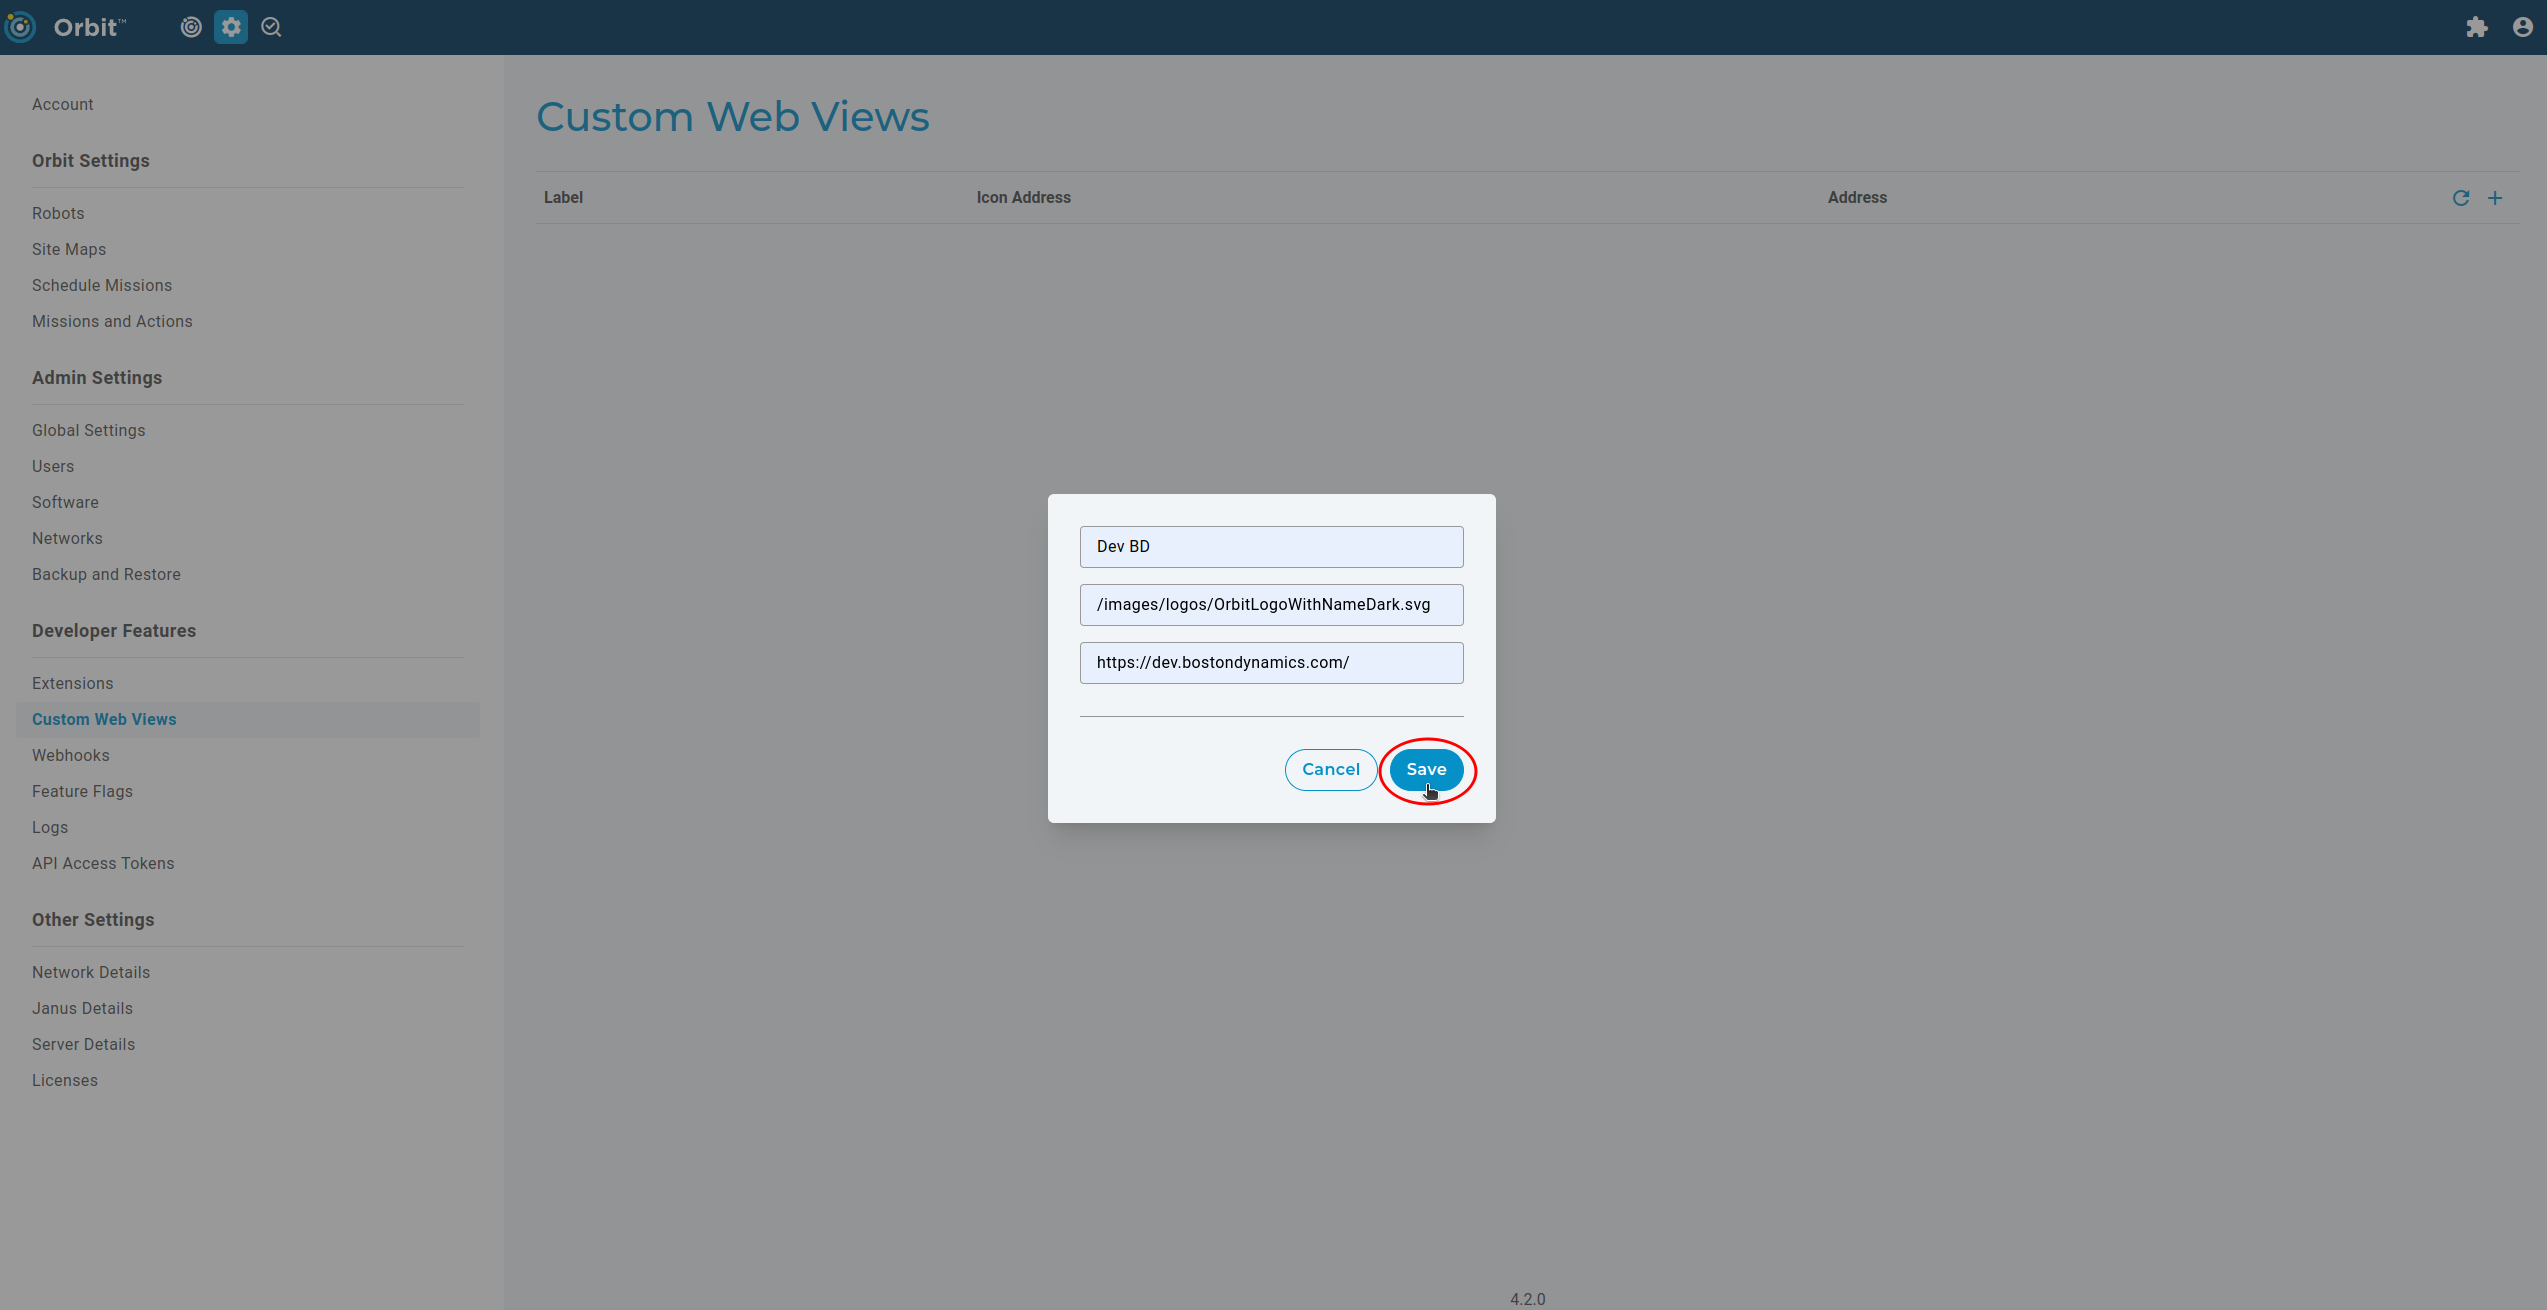 Orbit™
Account
Orbit Settings
Robots
Site Maps
Schedule Missions
Missions and Actions
Admin Settings
Global Settings
Users
Software
Networks
Backup and Restore
Developer Features
Extensions
Custom Web Views
Webhooks
Feature Flags
Logs
API Access Tokens
Other Settings
Network Details
Janus Details
Server Details
Licenses
Custom Web Views
Label Icon Address Address
Dev BD
/images/logos/OrbitLogoWithNameDark.svg
https://dev.bostondynamics.com/
Cancel Save
4.2.0